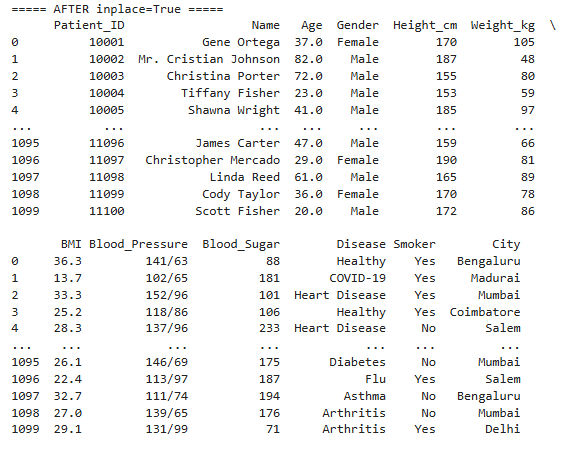 ===== AFTER inplace=True =====
      Patient_ID                  Name   Age  Gender  Height_cm  Weight_kg  \
0          10001           Gene Ortega  37.0  Female        170        105
1          10002  Mr. Cristian Johnson  82.0    Male        187         48
2          10003      Christina Porter  72.0    Male        155         80
3          10004        Tiffany Fisher  23.0    Male        153         59
4          10005         Shawna Wright  41.0    Male        185         97
...          ...                   ...   ...     ...        ...        ...
1095       11096          James Carter  47.0    Male        159         66
1096       11097   Christopher Mercado  29.0  Female        190         81
1097       11098            Linda Reed  61.0    Male        165         89
1098       11099           Cody Taylor  36.0  Female        170         78
1099       11100          Scott Fisher  20.0    Male        172         86
       BMI Blood_Pressure  Blood_Sugar        Disease Smoker        City
0     36.3         141/63           88        Healthy    Yes   Bengaluru
1     13.7         102/65          181       COVID-19    Yes     Madurai
2     33.3         152/96          101  Heart Disease    Yes      Mumbai
3     25.2         118/86          106        Healthy    Yes  Coimbatore
4     28.3         137/96          233  Heart Disease     No       Salem
...    ...            ...          ...            ...    ...         ...
1095  26.1         146/69          175       Diabetes     No      Mumbai
1096  22.4         113/97          187            Flu    Yes       Salem
1097  32.7         111/74          194         Asthma     No   Bengaluru
1098  27.0         139/65          176      Arthritis     No      Mumbai
1099  29.1         131/99           71      Arthritis    Yes       Delhi